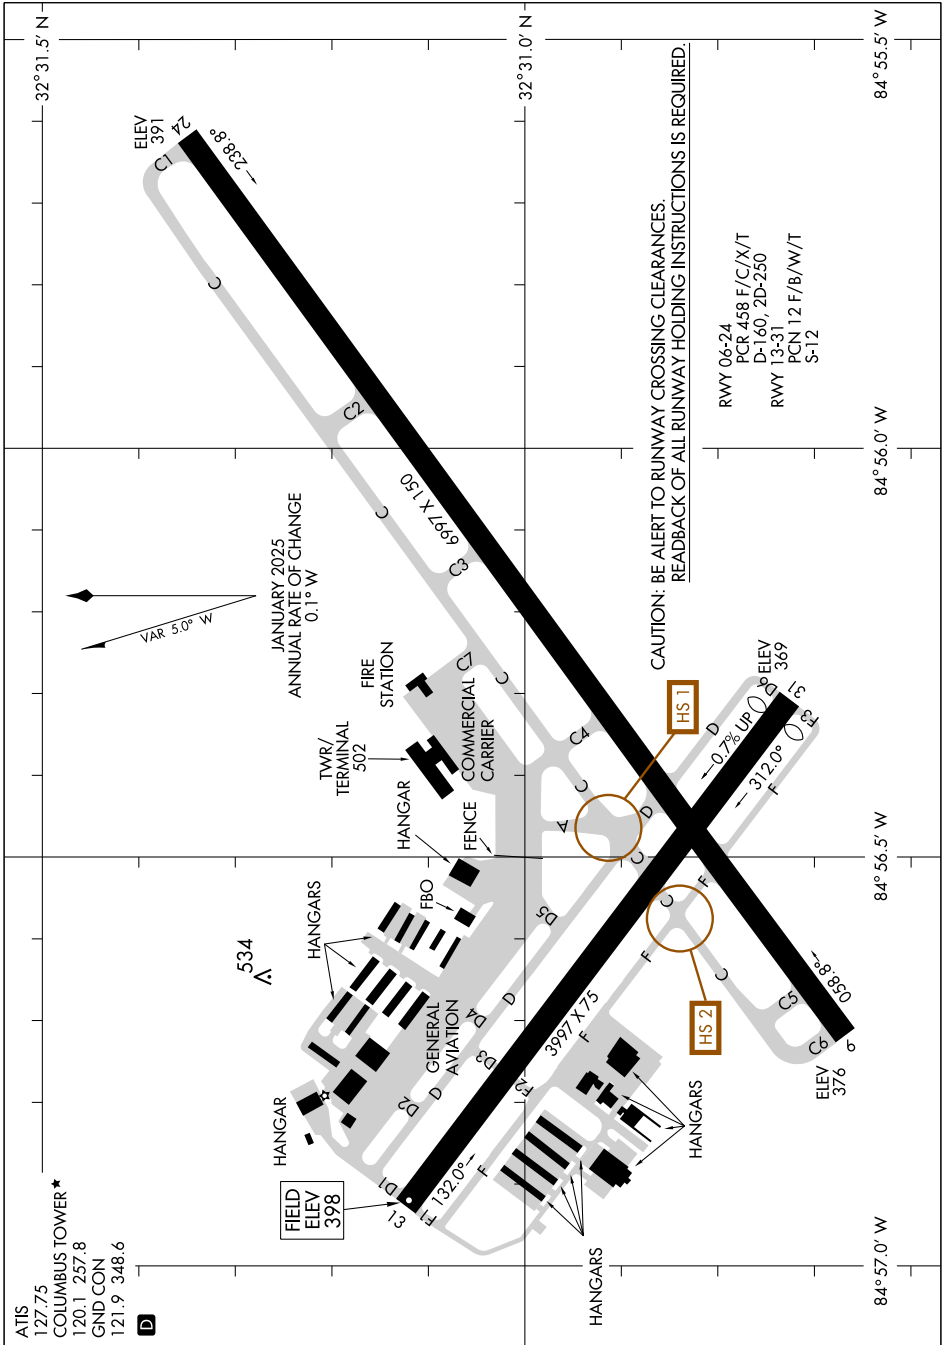 ATIS
127.75
COLUMBUS TOWER★
120.1 257.8
GND CON
121.9 348.6
D
32°31.5' N
32°31.0' N
84°55.5' W
84°56.0' W
84°56.5' W
84°57.0' W
ELEV
391
24
238.8°
C1
C
C2
C
6997 X 150
C3
VAR 5.0° W
JANUARY 2025
ANNUAL RATE OF CHANGE
0.1° W
FIRE
STATION
C7
C
TWR/
TERMINAL
502
COMMERCIAL
CARRIER
C4
C
HANGAR
FENCE
A
HS 1
CAUTION: BE ALERT TO RUNWAY CROSSING CLEARANCES.
READBACK OF ALL RUNWAY HOLDING INSTRUCTIONS IS REQUIRED.
RWY 06-24
PCR 458 F/C/X/T
D-160, 2D-250
RWY 13-31
PCN 12 F/B/W/T
S-12
ELEV
369
D6
31
F3
0.7% UP
312.0°
D
F
D
C
F
C
HS 2
F
C
C5
058.8°
C6
6
ELEV
376
FBO
HANGARS
534
D5
D
D4
D3
GENERAL
AVIATION
3997 X 75
F
F2
D
D2
HANGAR
D1
FIELD
ELEV
398
13
132.0°
F1
F
HANGARS
HANGARS